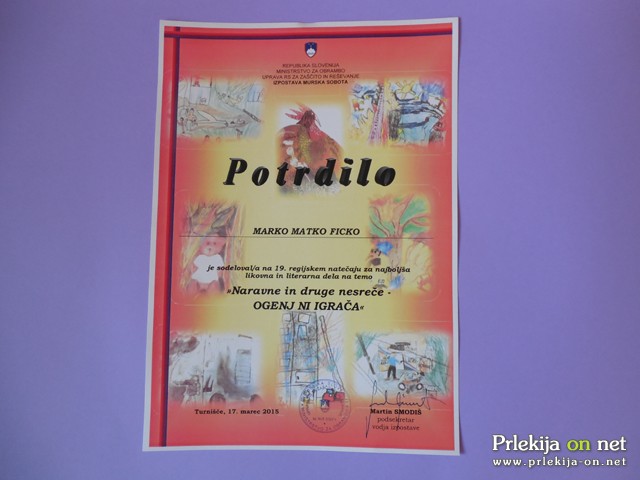 REPUBLIKA SLOVENIJA
MINISTRSTVO ZA OBRAMBO
UPRAVA RS ZA ZAŠČITO IN REŠEVANJE
IZPOSTAVA MURSKA SOBOTA
Potrdilo
MARKO MATKO FICKO
je sodeloval/a na 19. regijskem natečaju za najboljša
likovna in literarna dela na temo
»Naravne in druge nesreče -
OGENJ NI IGRAČA«
Turnišče, 17. marec 2015
Martin SMODIŠ
podsekretar
vodja izpostave
Prlekija on net
www.prlekija-on.net